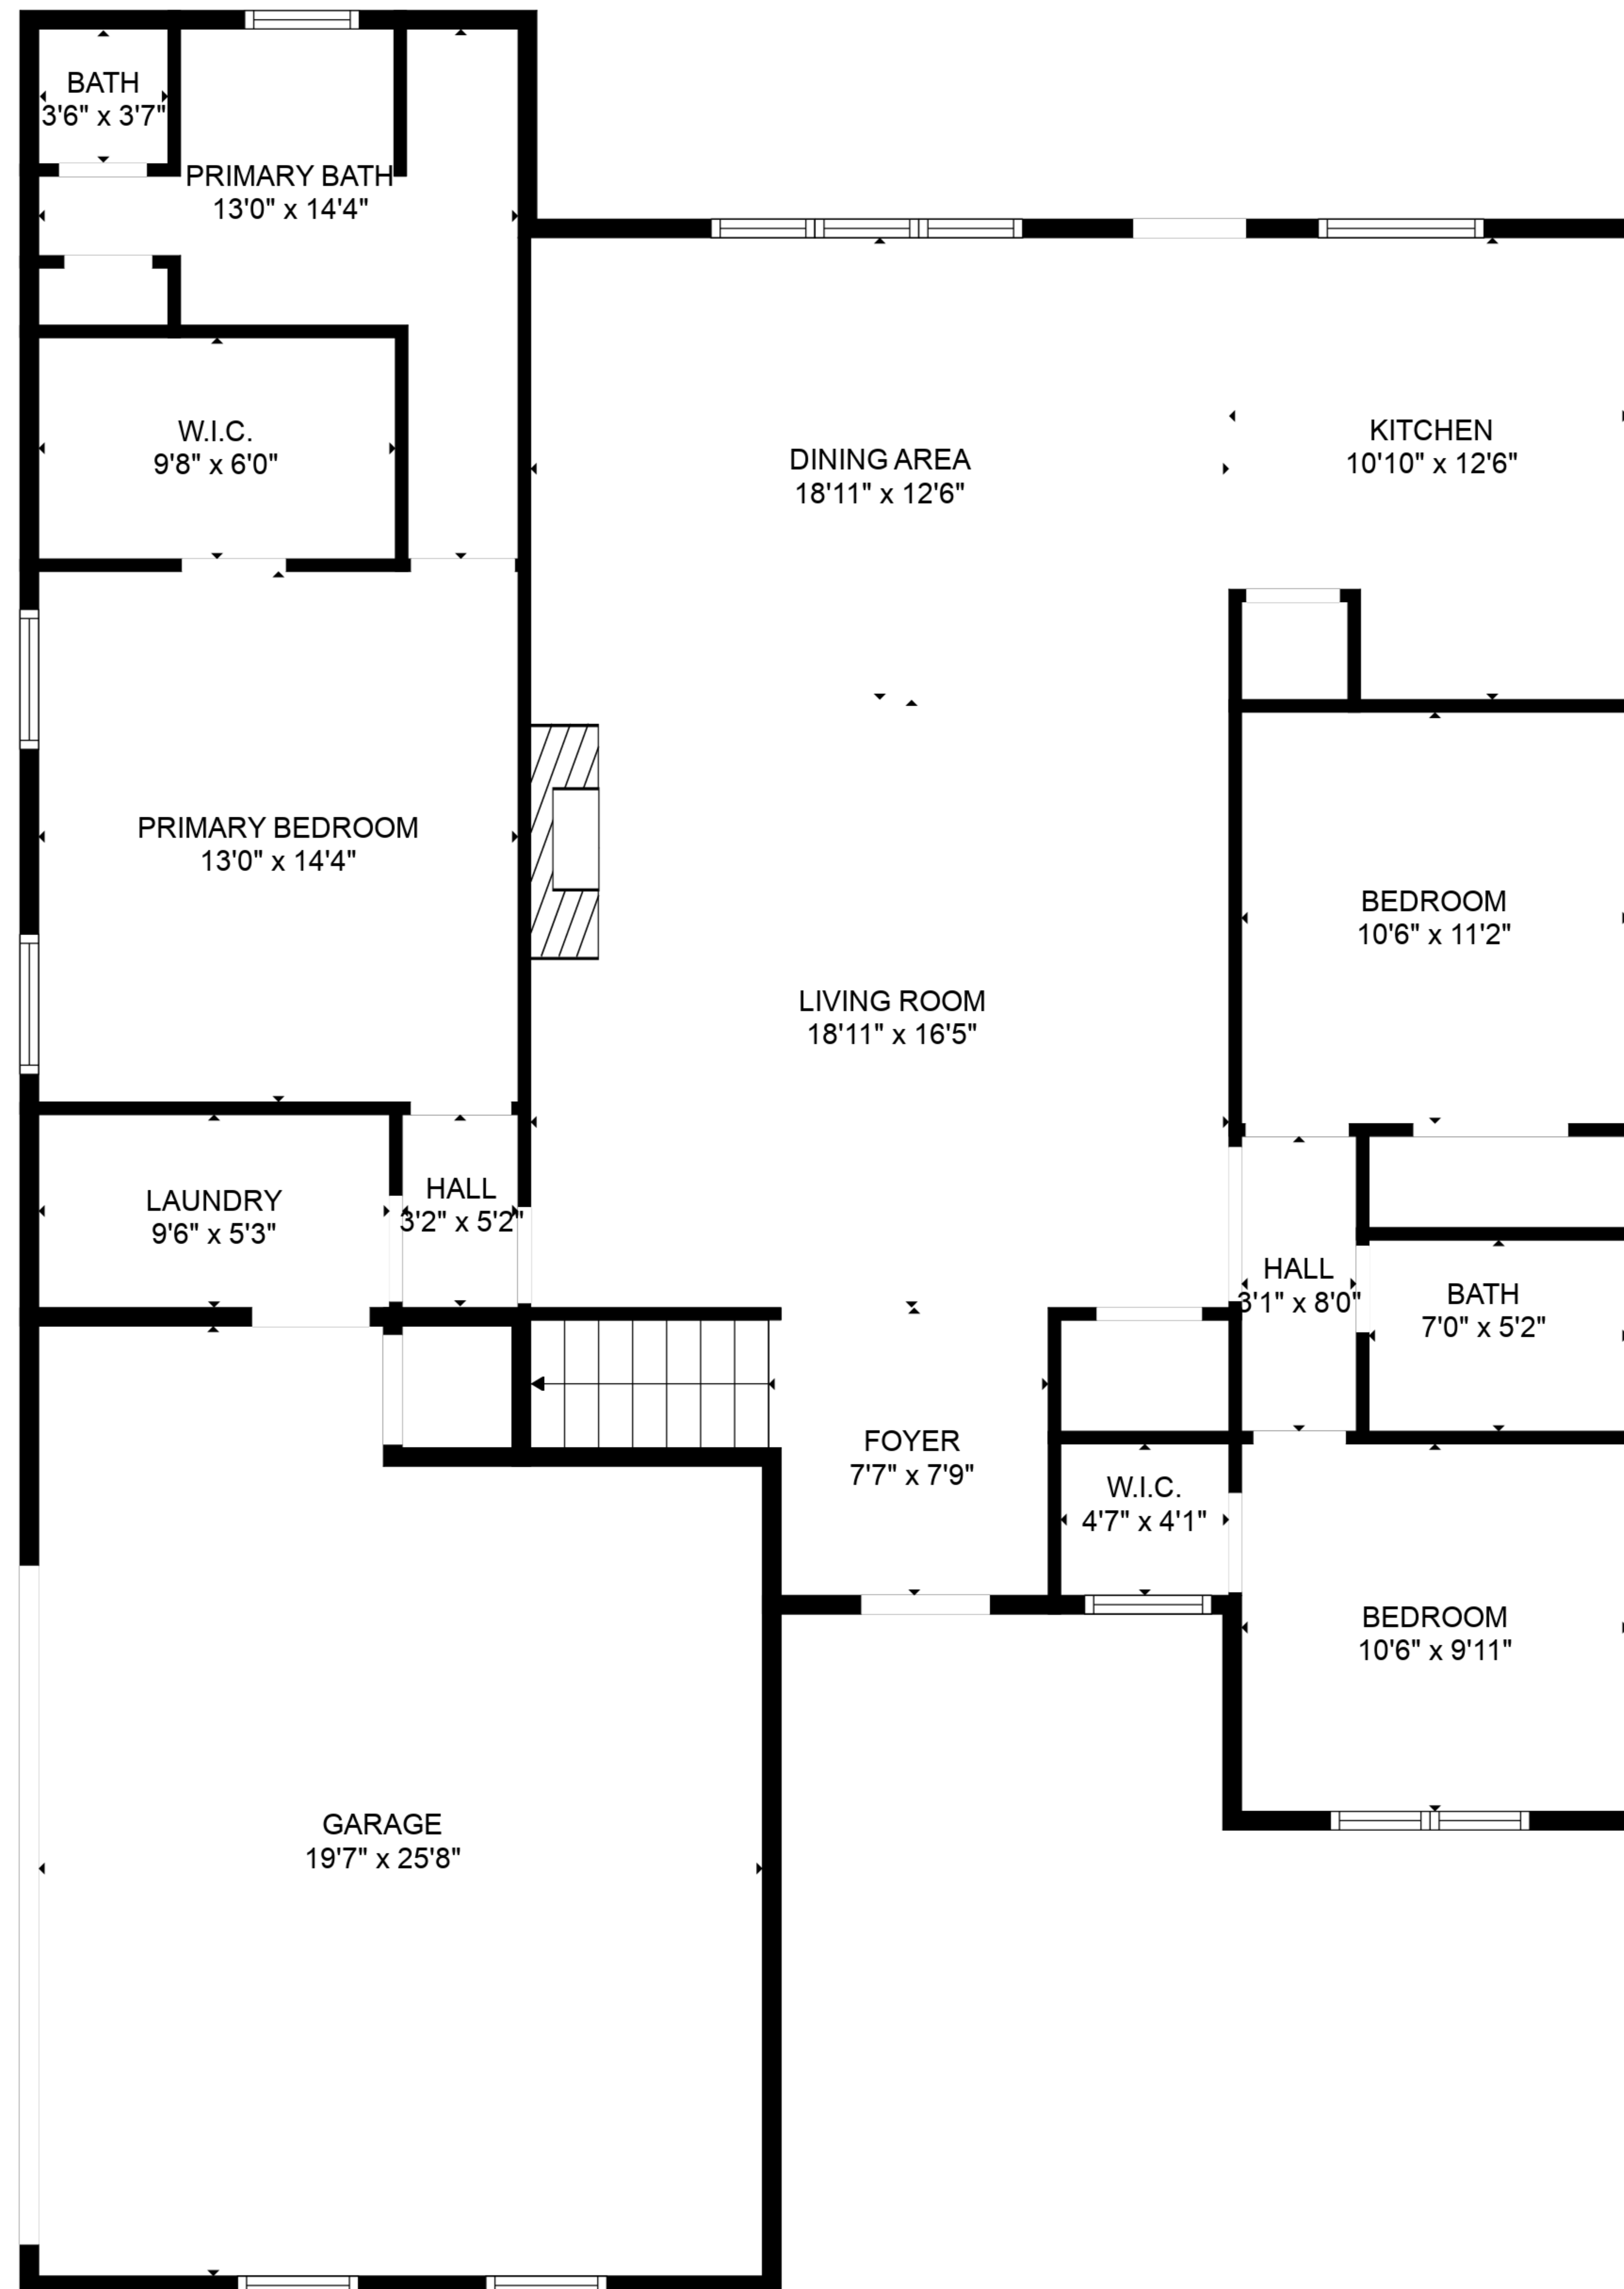 BATH
3'6" x 3'7"
PRIMARY BATH
13'0" x 14'4"
W.I.C.
9'8" x 6'0"
DINING AREA
18'11" x 12'6"
KITCHEN
10'10" x 12'6"
PRIMARY BEDROOM
13'0" x 14'4"
BEDROOM
10'6" x 11'2"
LIVING ROOM
18'11" x 16'5"
LAUNDRY
9'6" x 5'3"
HALL
3'2" x 5'2"
HALL
3'1" x 8'0"
BATH
7'0" x 5'2"
FOYER
7'7" x 7'9"
W.I.C.
4'7" x 4'1"
BEDROOM
10'6" x 9'11"
GARAGE
19'7" x 25'8"